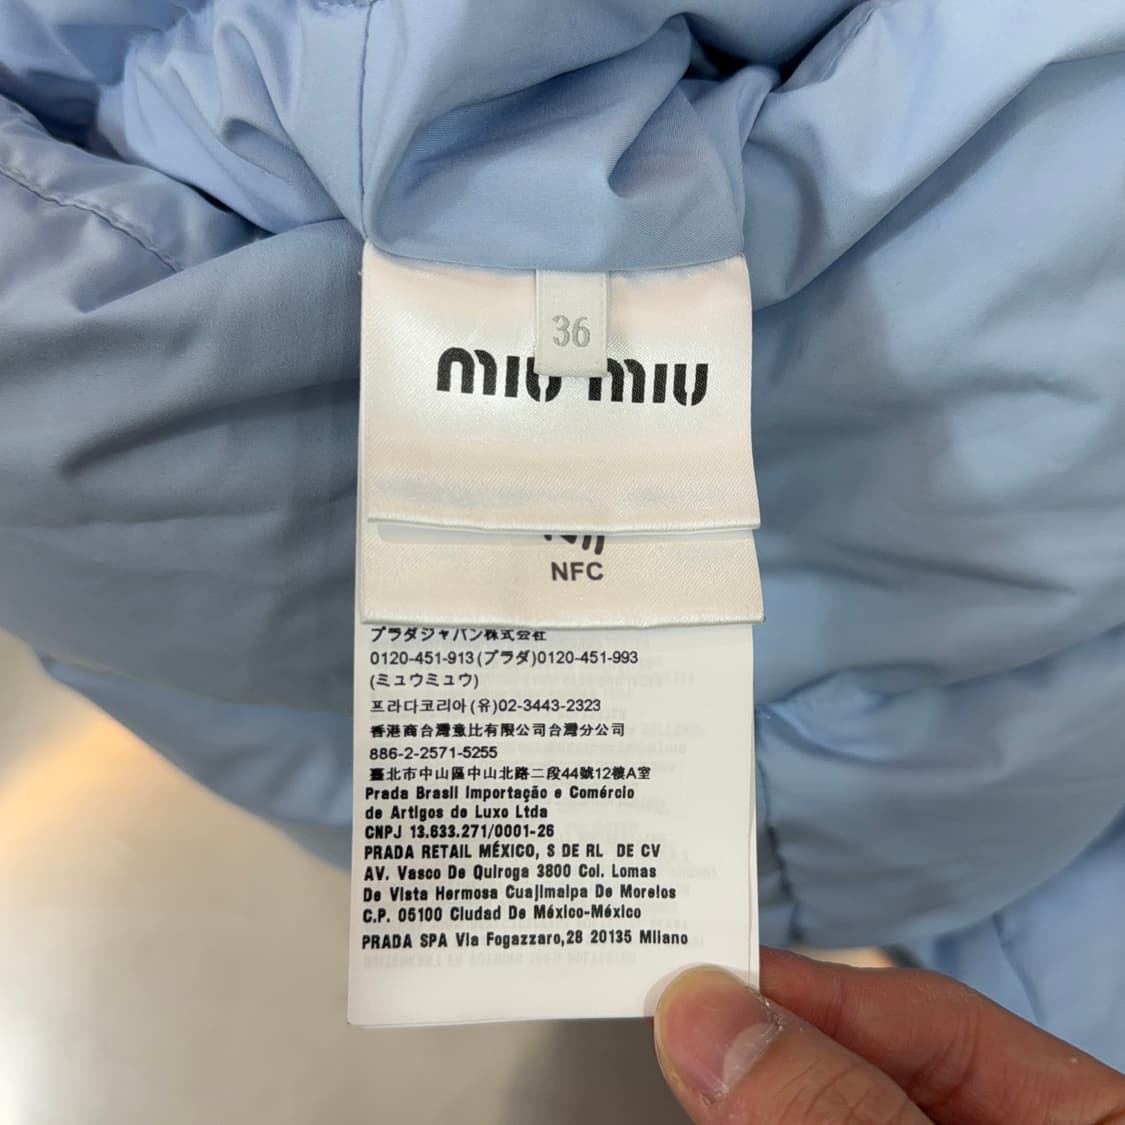 36
miu miu
NFC
プラダジャパン株式会社
0120-451-913(プラダ)0120-451-993
(ミュウミュウ)
프라다코리아(유)02-3443-2323
香港商台灣意比有限公司台灣分公司
886-2-2571-5255
臺北市中山區中山北路二段44號12樓A室
Prada Brasil Importação e Comércio
de Artigos de Luxo Ltda
CNPJ 13.633.271/0001-26
PRADA RETAIL MÉXICO, S DE RL DE CV
AV. Vasco De Quiroga 3800 Col. Lomas
De Vista Hermosa Cuajimalpa De Morelos
C.P. 05100 Ciudad De México-México
PRADA SPA Via Fogazzaro,28 20135 Milano